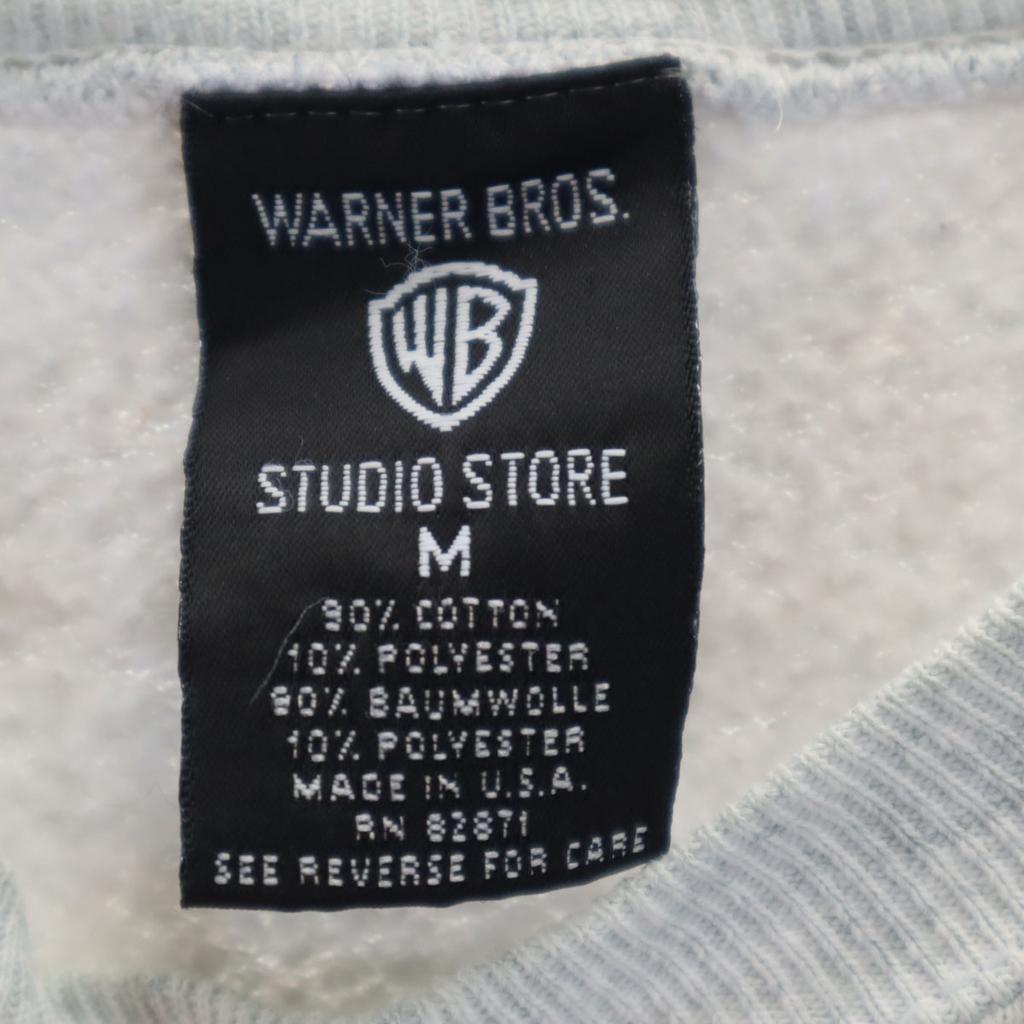 WARNER BROS.
WB
STUDIO STORE
M
90% COTTON
10% POLYESTER
90% BAUMWOLLE
10% POLYESTER
MADE IN U.S.A.
RN 82871
SEE REVERSE FOR CARE